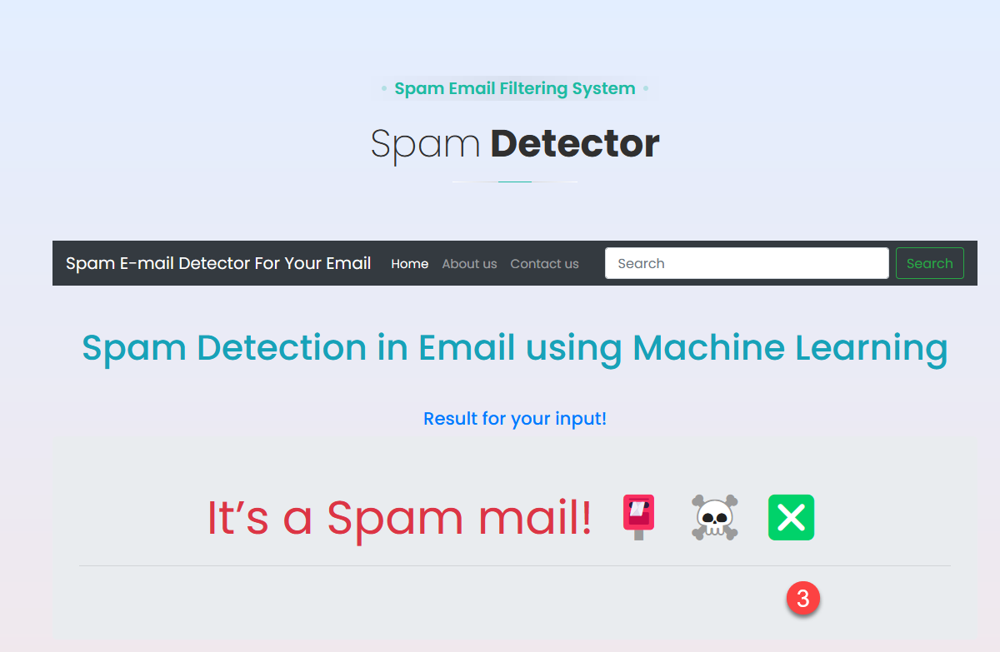 Spam Email Filtering System
Spam Detector
Spam E-mail Detector For Your Email Home About us Contact us Search Search
Spam Detection in Email using Machine Learning
Result for your input!
It’s a Spam mail!
3